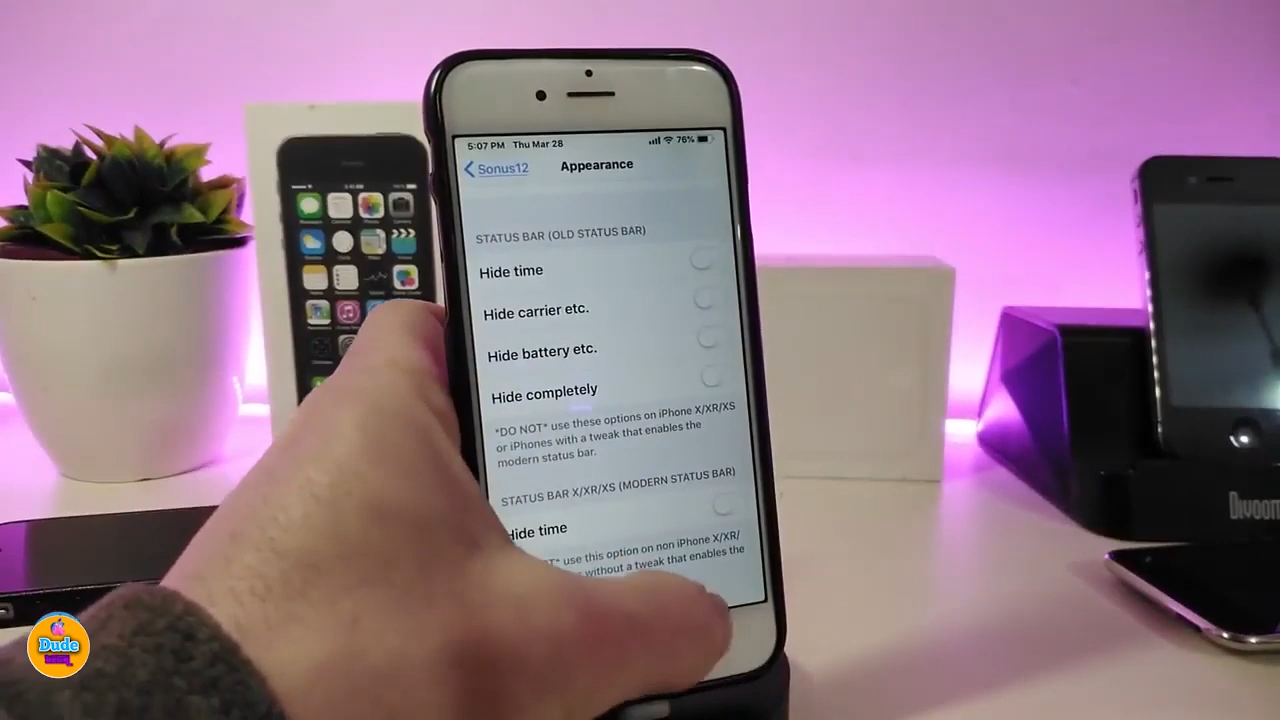 5:07 PM Thu Mar 28 76%
Sonus12 Appearance
STATUS BAR (OLD STATUS BAR)
Hide time
Hide carrier etc.
Hide battery etc.
Hide completely
*DO NOT* use these options on iPhone X/XR/XS
or iPhones with a tweak that enables the
modern status bar.
STATUS BAR X/XR/XS (MODERN STATUS BAR)
Hide time
use this option on non iPhone X/XR/
without a tweak that enables the
Divoom
Dude